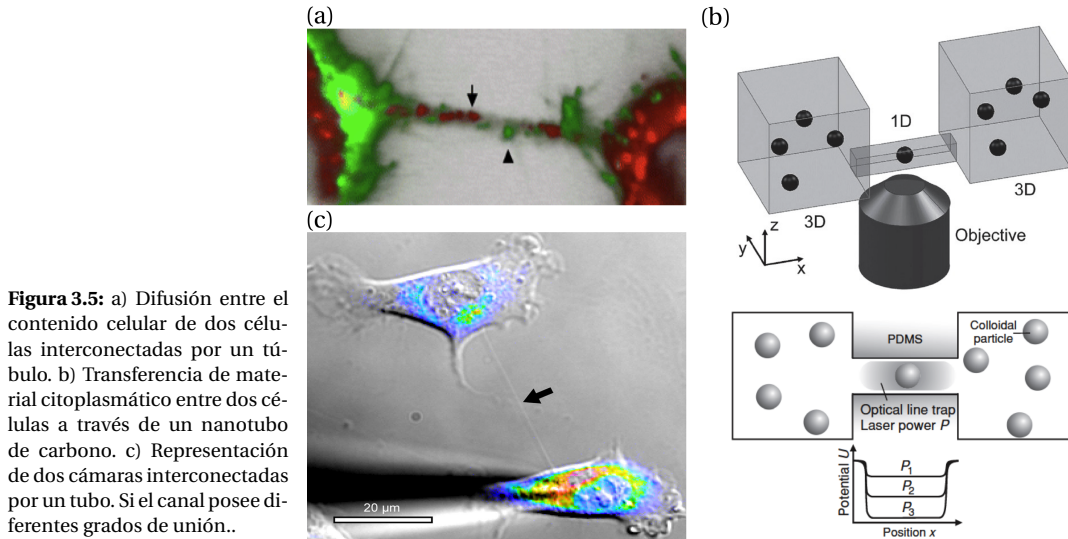 (a)
(b)
1D
3D
3D
Objective
z
y
x
(c)
20 µm
Figura 3.5: a) Difusión entre el
contenido celular de dos célu-
las interconectadas por un tú-
bulo. b) Transferencia de mate-
rial citoplasmático entre dos cé-
lulas a través de un nanotubo
de carbono. c) Representación
de dos cámaras interconectadas
por un tubo. Si el canal posee di-
ferentes grados de unión..
PDMS
Colloidal
particle
Optical line trap
Laser power P
Potential U
P1
P2
P3
Position x